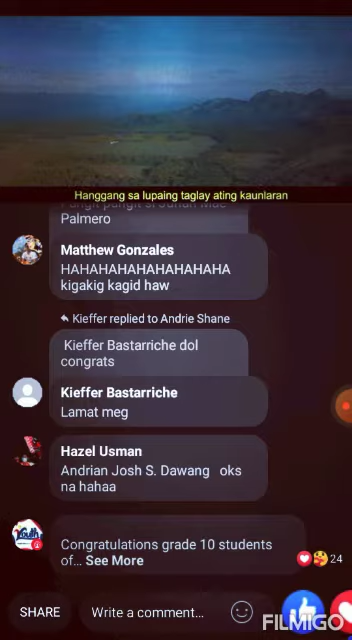 Hanggang sa lupaing taglay ating kaunlaran
Palmero
Matthew Gonzales
HAHAHAHAHAHAHAHAHA
kigakig kagid haw
Kieffer replied to Andrie Shane
Kieffer Bastarriche dol
congrats
Kieffer Bastarriche
Lamat meg
Hazel Usman
Andrian Josh S. Dawang oks
na hahaa
Youth
Congratulations grade 10 students
of... See More
24
SHARE
Write a comment...
FILMIGO